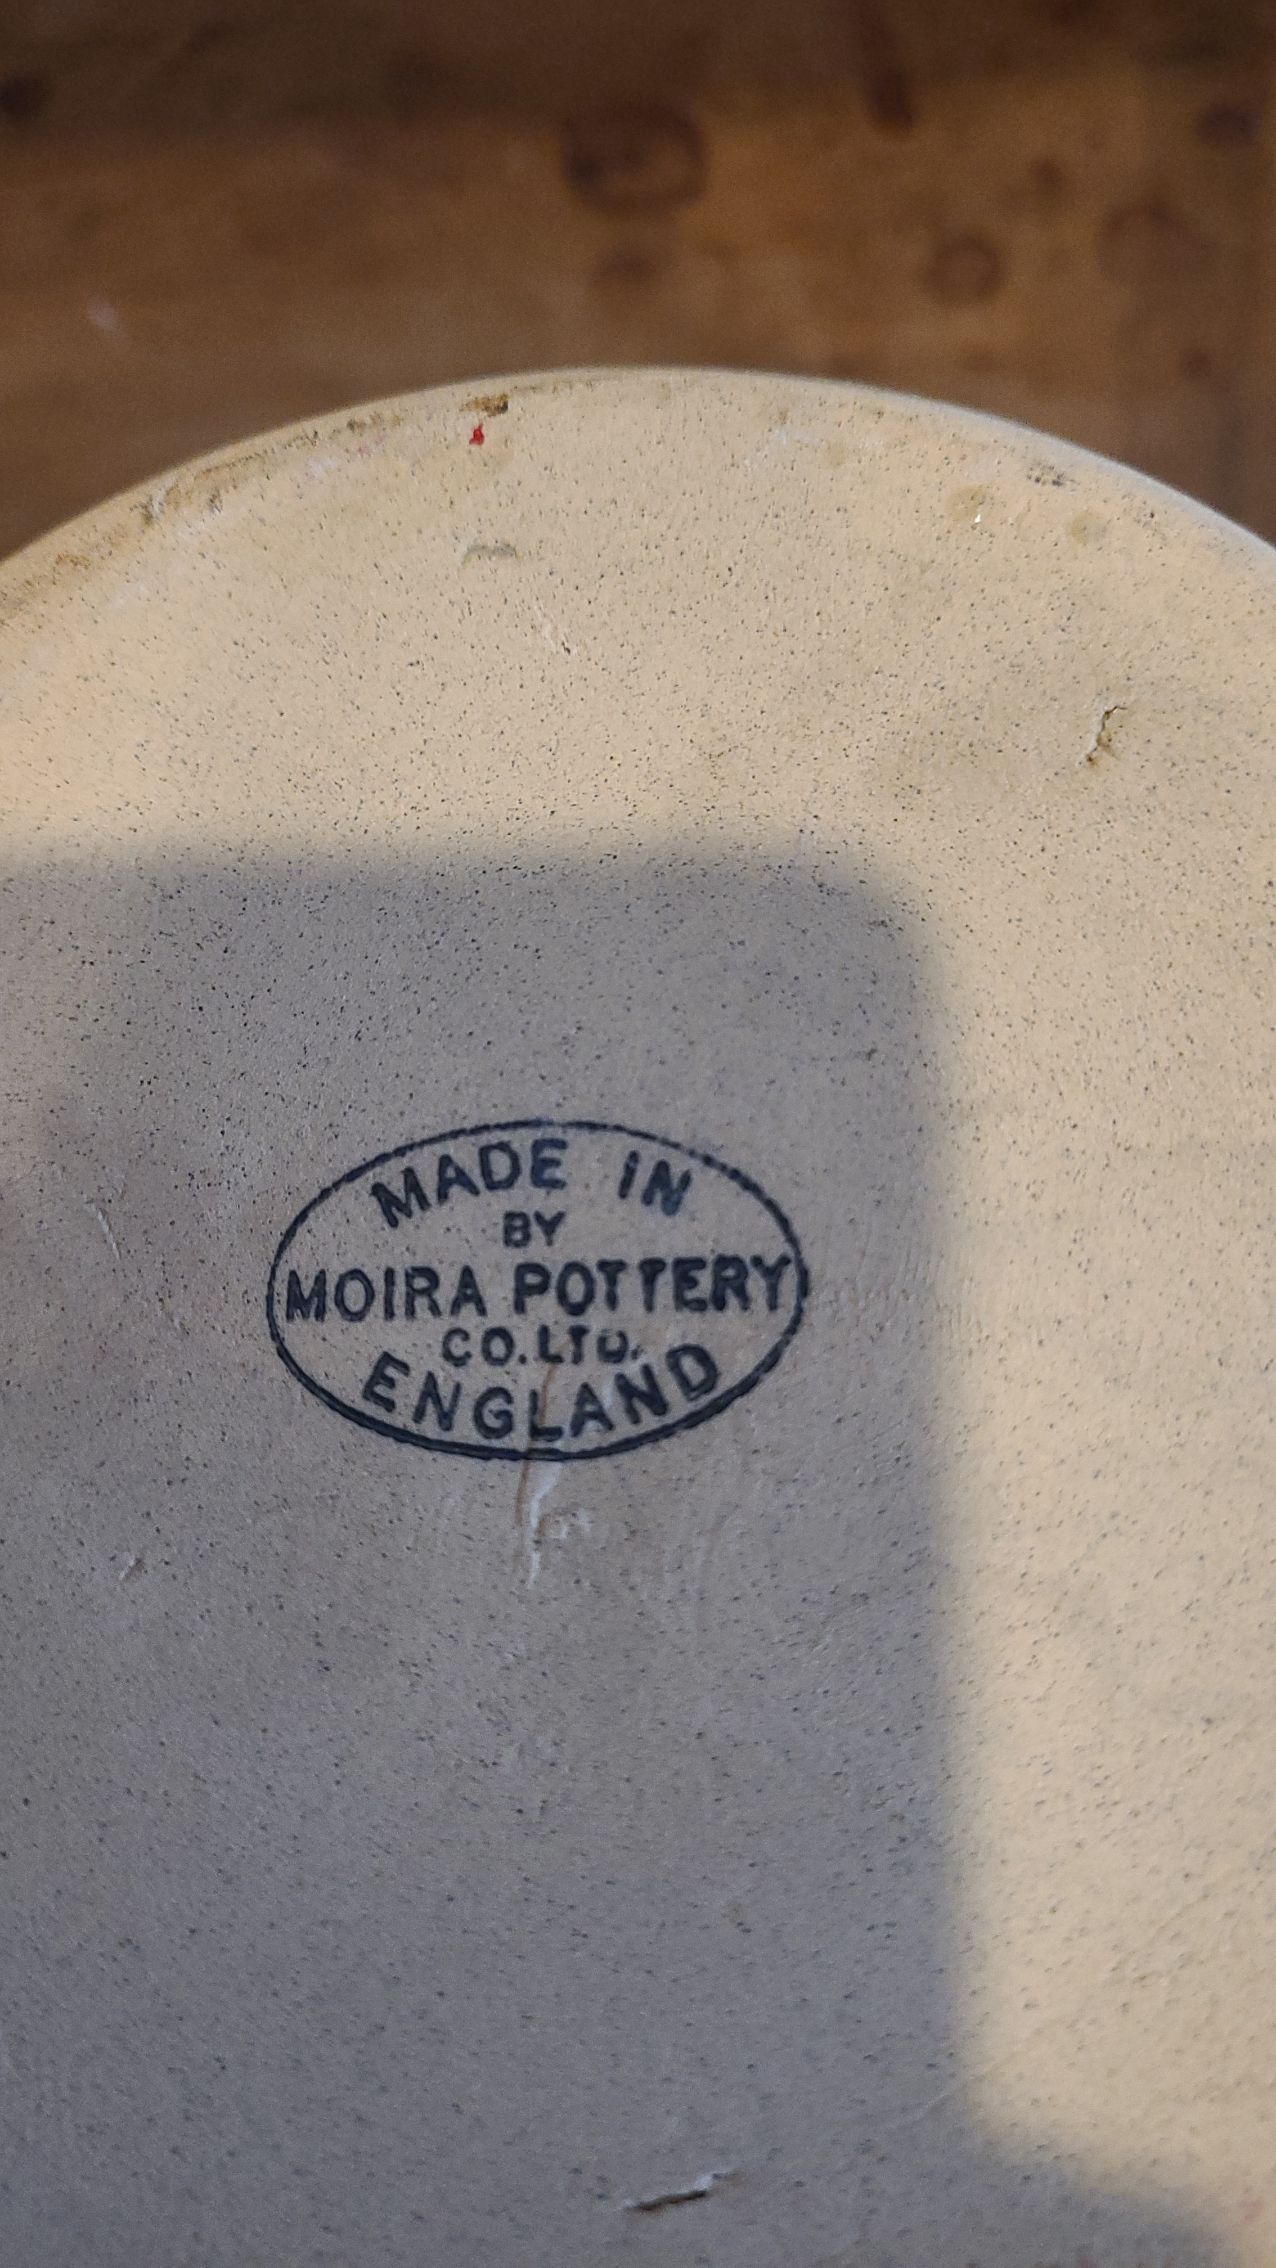 MADE IN
BY
MOIRA POTTERY
CO. LTD.
ENGLAND